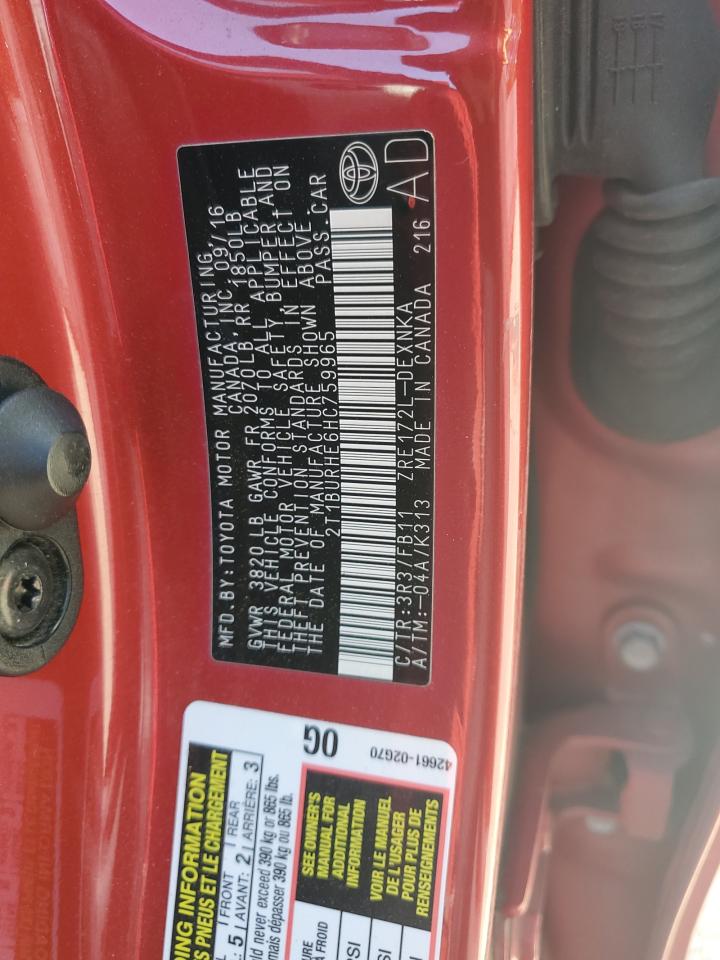 MFD.BY:TOYOTA MOTOR MANUFACTURING,
CANADA, INC. 09/16
GVWR 3820LB GAWR FR 2070LB RR 1850LB
THIS VEHICLE CONFORMS TO ALL APPLICABLE
FEDERAL MOTOR VEHICLE SAFETY, BUMPER AND
THEFT PREVENTION STANDARDS IN EFFECT ON
THE DATE OF MANUFACTURE SHOWN ABOVE.
2T1BURHE6HC759965 PASS.CAR
C/TR:3R3/FB11 ZRE172L-DEXNKA
A/TM:-04A/K313 MADE IN CANADA 216
AD
OG
42661-02G70
INFORMATION
PNEUS ET LE CHARGEMENT
FRONT REAR
5 AVANT: 2 ARRIÈRE: 3
never exceed 390 kg or 865 lbs.
dépasser 390 kg ou 865 lb.
SEE OWNER'S
MANUAL FOR
ADDITIONAL
INFORMATION
VOIR LE MANUEL
DE L'USAGER
POUR PLUS DE
RENSEIGNEMENTS
À FROID